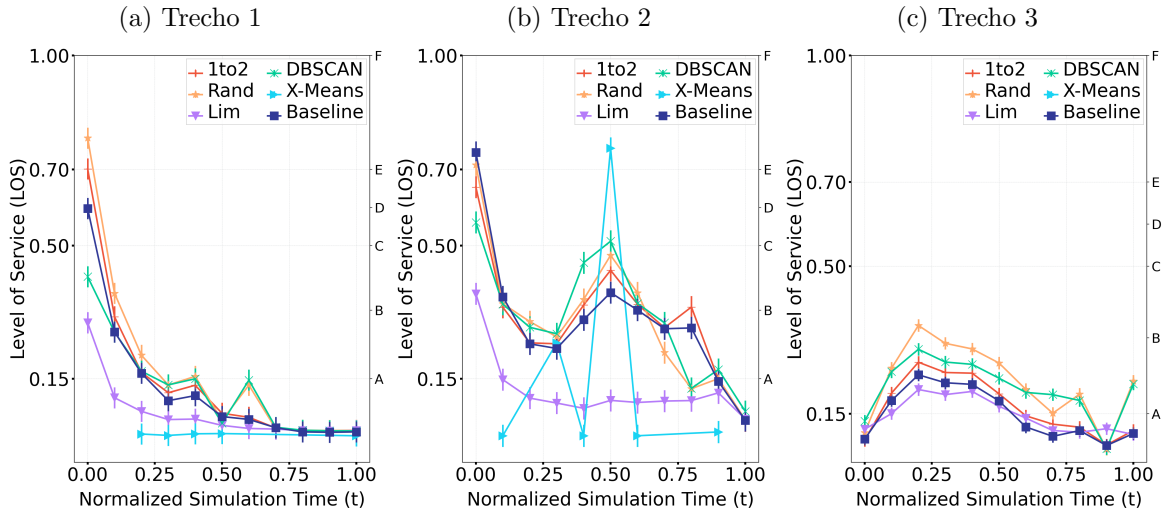 (a) Trecho 1
1.00
0.70
0.50
0.15
F
E
D
C
B
A
1to2
Rand
Lim
DBSCAN
X-Means
Baseline
Level of Service (LOS)
0.00
0.25
0.50
0.75
1.00
Normalized Simulation Time (t)
(b) Trecho 2
1.00
0.70
0.50
0.15
F
E
D
C
B
A
1to2
Rand
Lim
DBSCAN
X-Means
Baseline
Level of Service (LOS)
0.00
0.25
0.50
0.75
1.00
Normalized Simulation Time (t)
(c) Trecho 3
1.00
0.70
0.50
0.15
F
E
D
C
B
A
1to2
Rand
Lim
DBSCAN
X-Means
Baseline
Level of Service (LOS)
0.00
0.25
0.50
0.75
1.00
Normalized Simulation Time (t)